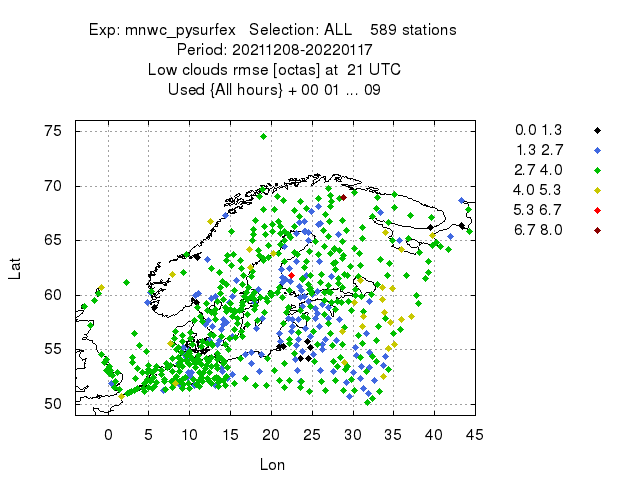 Exp: mnwc_pysurfex Selection: ALL 589 stations
Period: 20211208-20220117
Low clouds rmse [octas] at 21 UTC
Used {All hours} + 00 01 ... 09
75
70
65
60
55
50
Lat
0 5 10 15 20 25 30 35 40 45
Lon
0.0 1.3
1.3 2.7
2.7 4.0
4.0 5.3
5.3 6.7
6.7 8.0